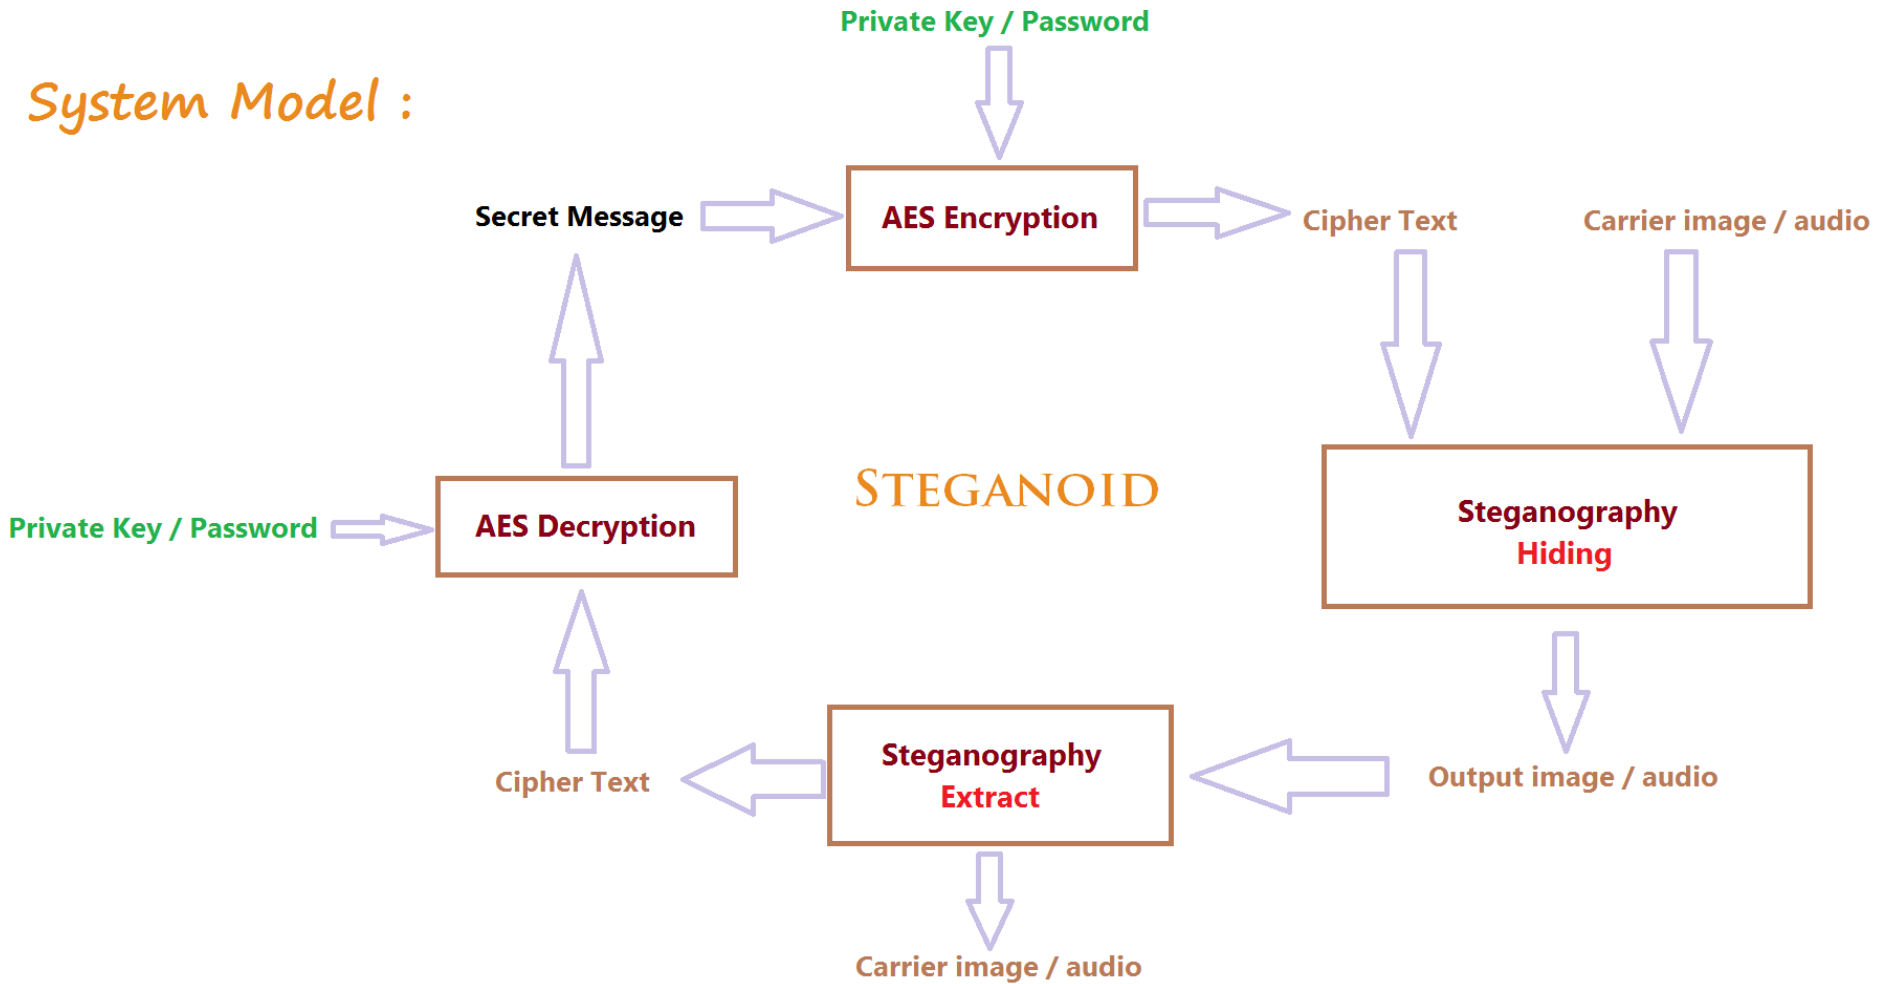 Private Key / Password
System Model :
Secret Message
AES Encryption
Cipher Text
Carrier image / audio
STEGANOID
Private Key / Password
AES Decryption
Steganography
Hiding
Steganography
Extract
Cipher Text
Output image / audio
Carrier image / audio